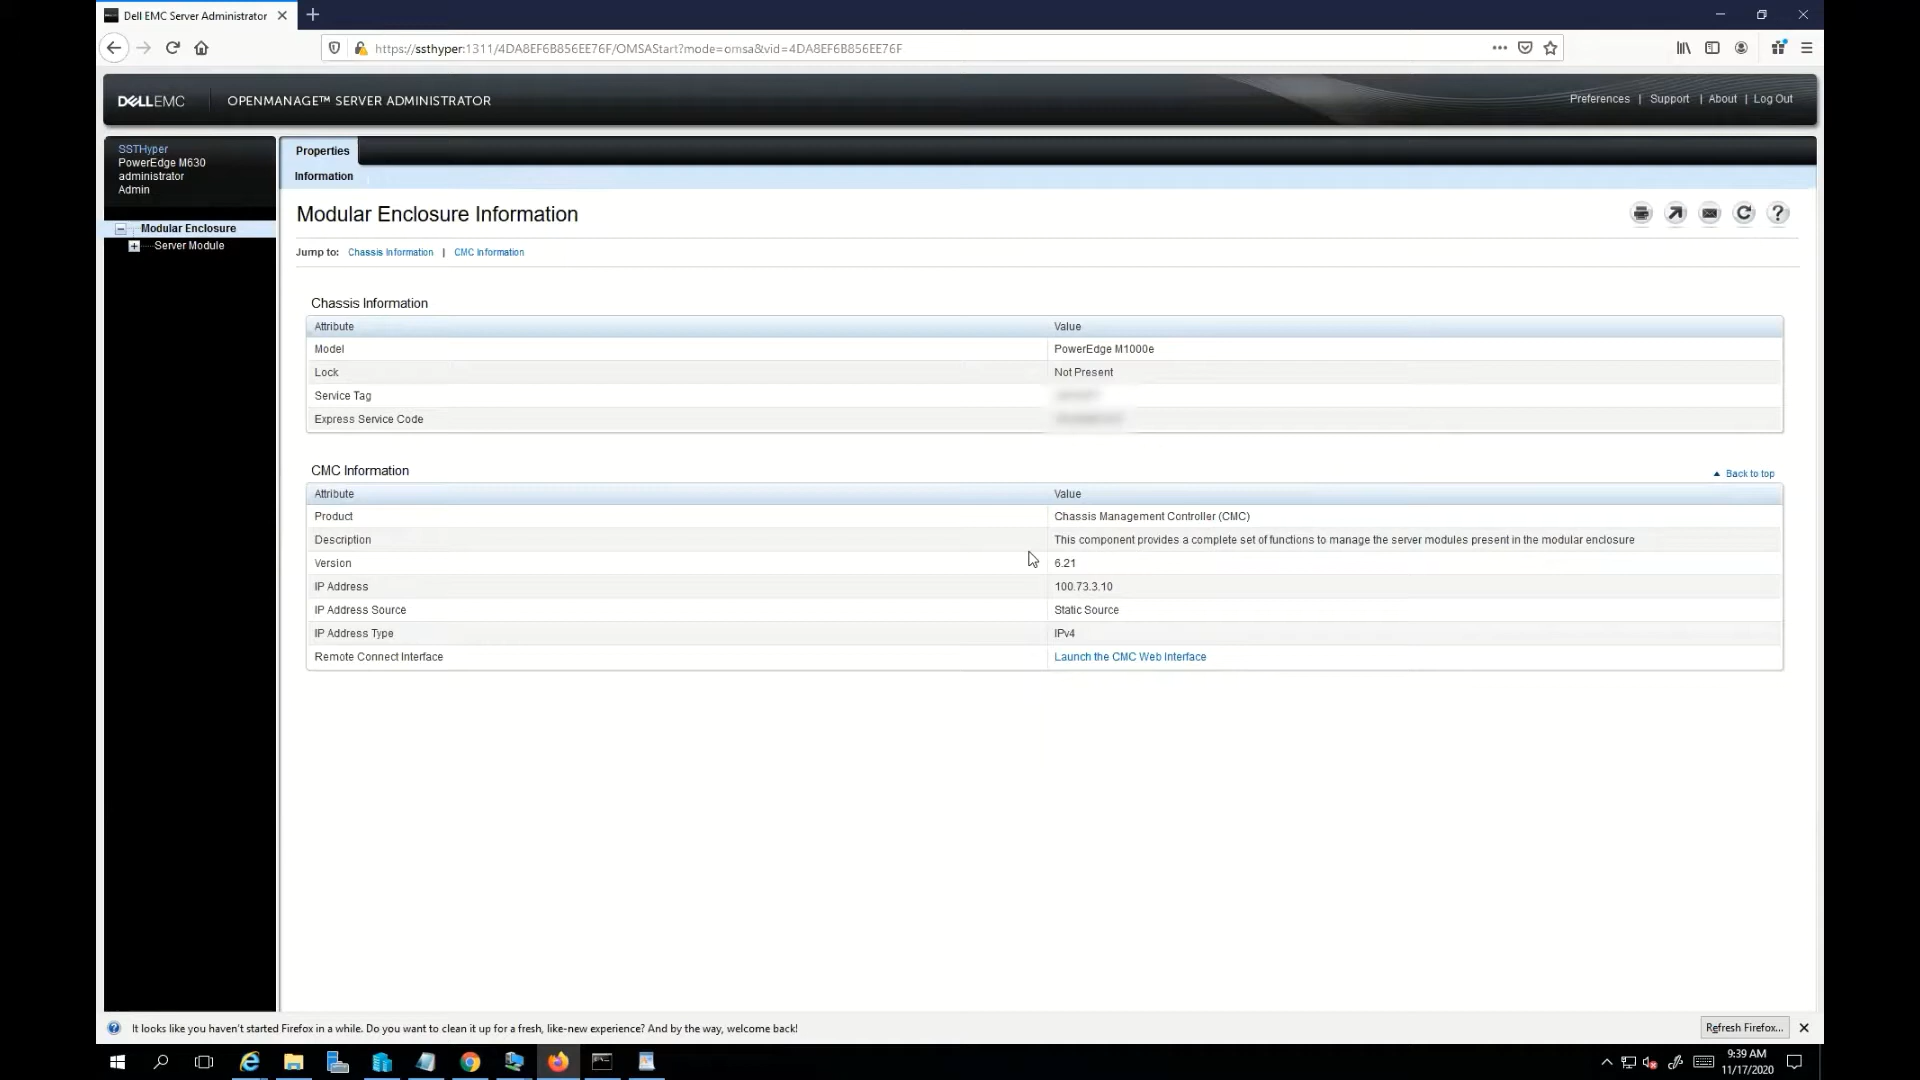 Dell EMC Server Administrator
https://ssthyper:1311/4DA8EF6B856EE76F/OMSAStart?mode=omsa&vid=4DA8EF6B856EE76F
DELLEMC
OPENMANAGE™ SERVER ADMINISTRATOR
Preferences | Support | About | Log Out
SSTHyper
PowerEdge M630
administrator
Admin
Properties
Information
Modular Enclosure
Server Module
Modular Enclosure Information
Jump to: Chassis Information | CMC Information
Chassis Information
Attribute Value
Model PowerEdge M1000e
Lock Not Present
Service Tag
Express Service Code
CMC Information
Back to top
Attribute Value
Product Chassis Management Controller (CMC)
Description This component provides a complete set of functions to manage the server modules present in the modular enclosure
Version 6.21
IP Address 100.73.3.10
IP Address Source Static Source
IP Address Type IPv4
Remote Connect Interface Launch the CMC Web Interface
It looks like you haven't started Firefox in a while. Do you want to clean it up for a fresh, like-new experience? And by the way, welcome back!
Refresh Firefox...
9:39 AM
11/17/2020